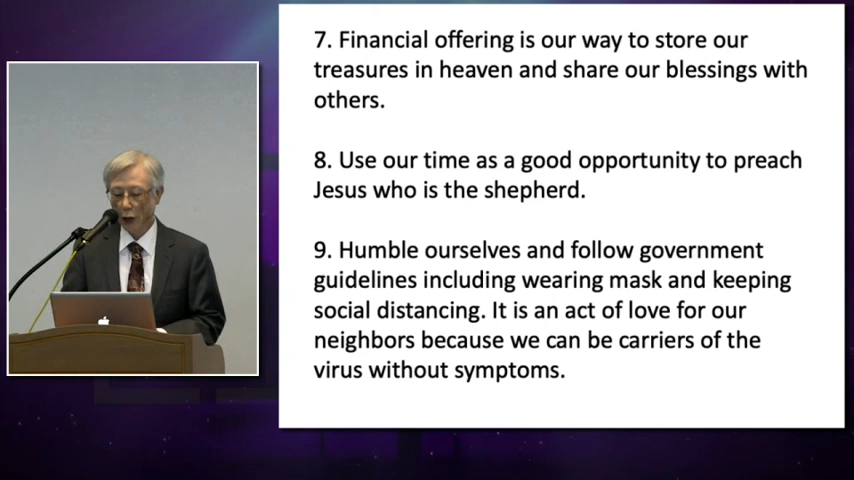 7. Financial offering is our way to store our
treasures in heaven and share our blessings with
others.
8. Use our time as a good opportunity to preach
Jesus who is the shepherd.
9. Humble ourselves and follow government
guidelines including wearing mask and keeping
social distancing. It is an act of love for our
neighbors because we can be carriers of the
virus without symptoms.